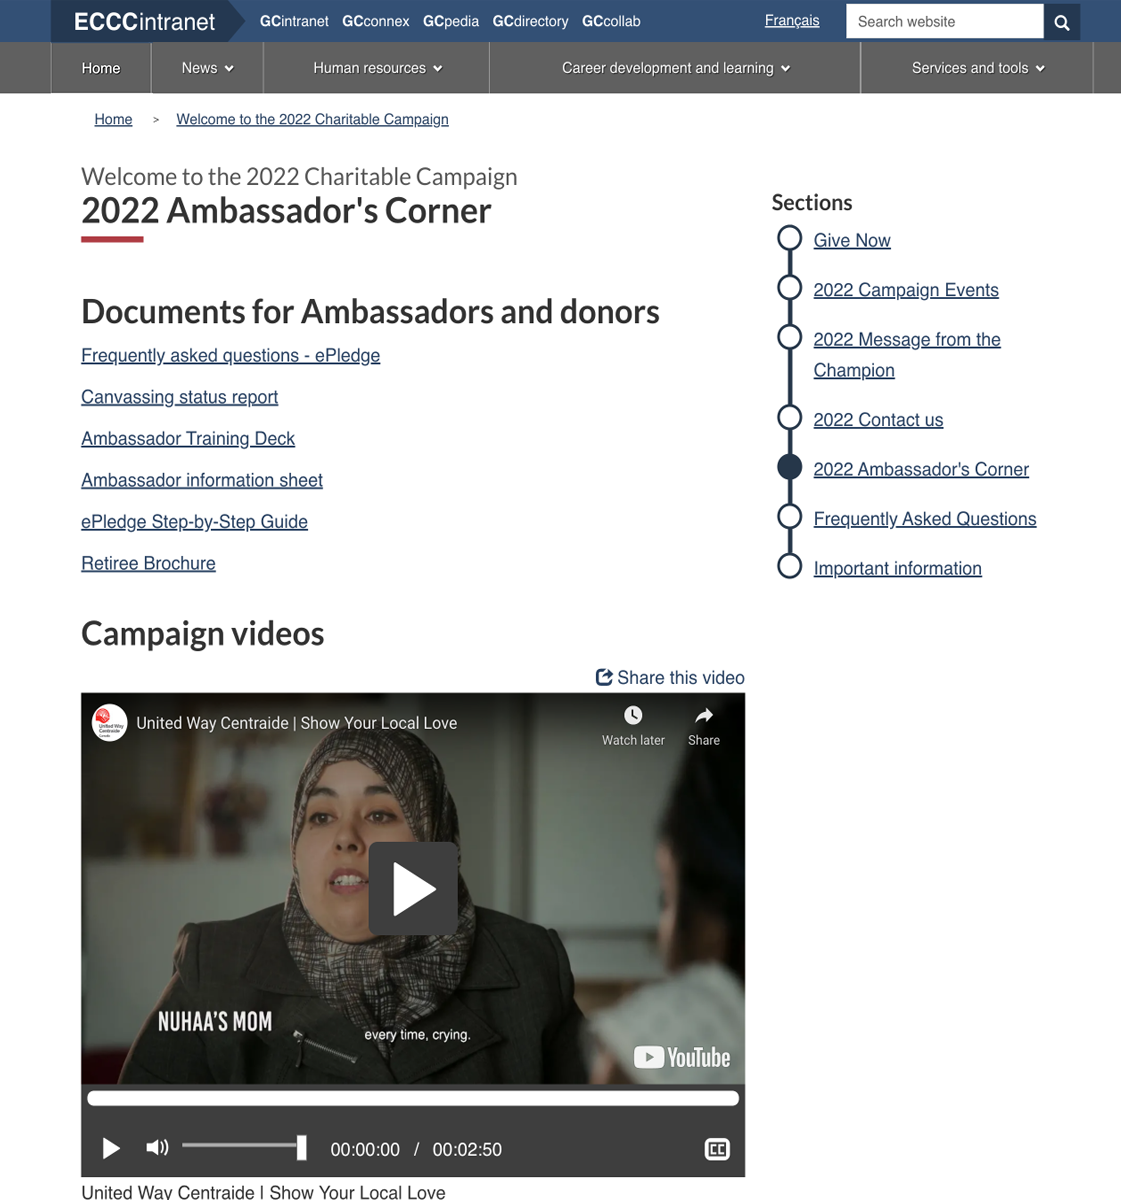 ECCCintranet
GCintranet GCconnex GCpedia GCdirectory GCcollab
Français
Search website
Home
News
Human resources
Career development and learning
Services and tools
Home > Welcome to the 2022 Charitable Campaign
Welcome to the 2022 Charitable Campaign
2022 Ambassador's Corner
Documents for Ambassadors and donors
Frequently asked questions - ePledge
Canvassing status report
Ambassador Training Deck
Ambassador information sheet
ePledge Step-by-Step Guide
Retiree Brochure
Sections
Give Now
2022 Campaign Events
2022 Message from the
Champion
2022 Contact us
2022 Ambassador's Corner
Frequently Asked Questions
Important information
Campaign videos
Share this video
United Way
Centraide
Canada
United Way Centraide | Show Your Local Love
Watch later
Share
NUHAA'S MOM
every time, crying.
YouTube
00:00:00 / 00:02:50
CC
United Way Centraide | Show Your Local Love